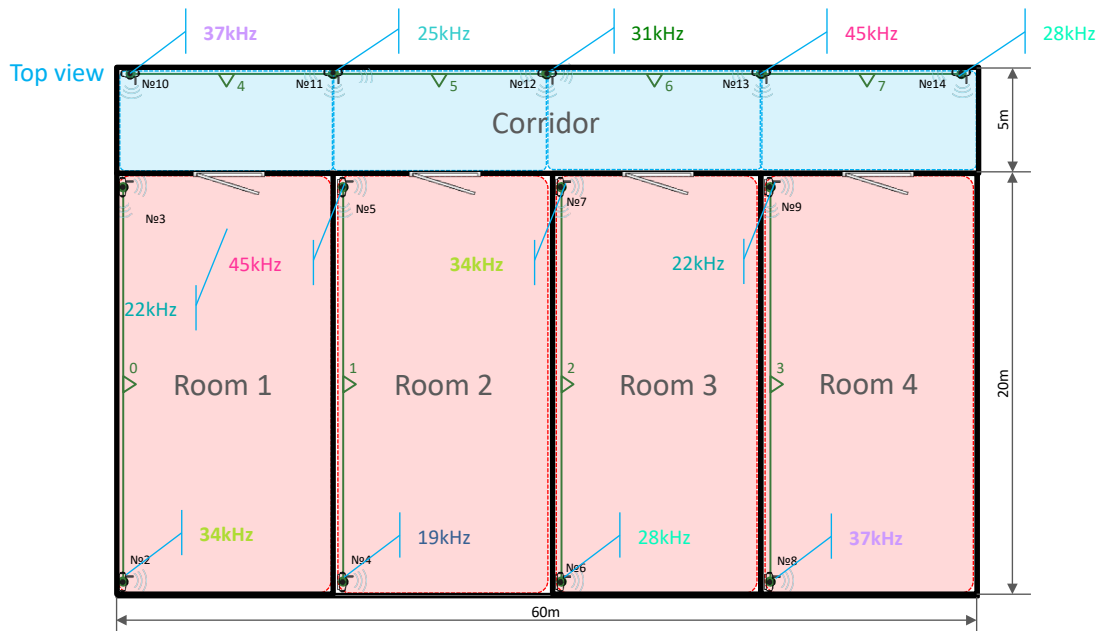 37kHz
25kHz
31kHz
45kHz
28kHz
Top view
№10
4
№11
5
№12
6
№13
7
№14
Corridor
5m
№3
№5
№7
№9
45kHz
34kHz
22kHz
22kHz
0
1
2
3
Room 1
Room 2
Room 3
Room 4
20m
34kHz
19kHz
28kHz
37kHz
№2
№4
№6
№8
60m